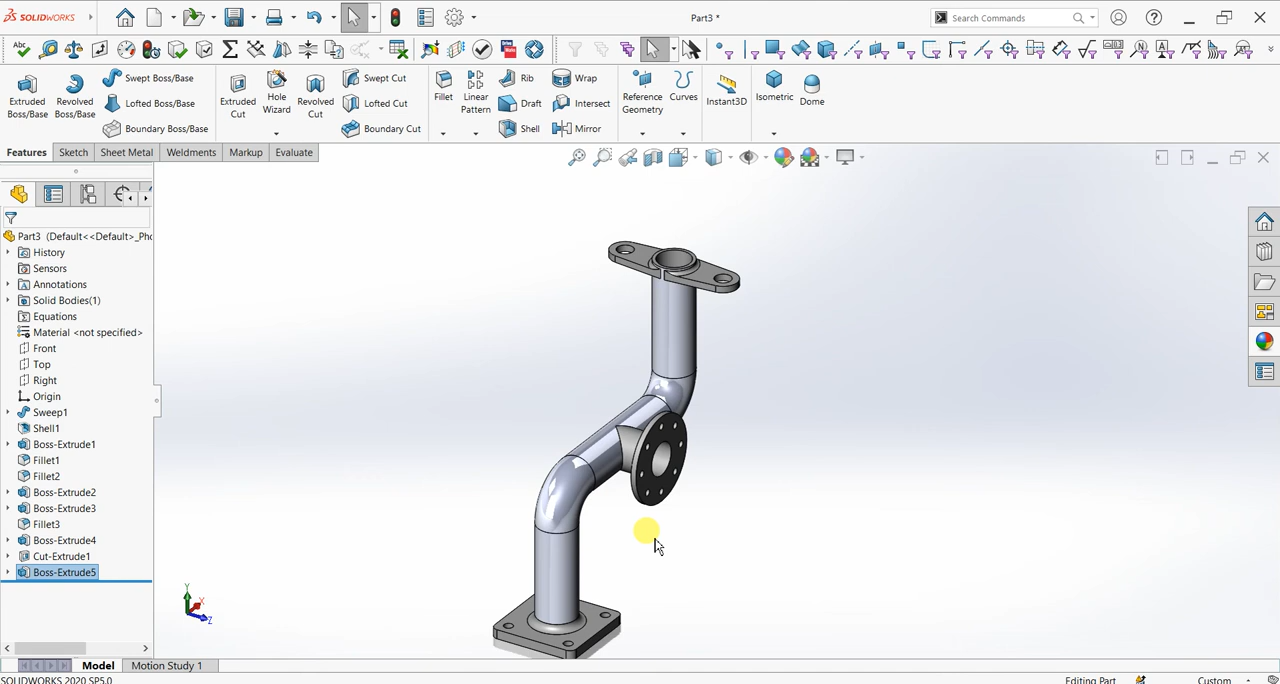 SOLIDWORKS
Part3 *
Search Commands
Extruded Boss/Base
Revolved Boss/Base
Swept Boss/Base
Lofted Boss/Base
Boundary Boss/Base
Extruded Cut
Hole Wizard
Revolved Cut
Swept Cut
Lofted Cut
Boundary Cut
Fillet
Linear Pattern
Rib
Draft
Shell
Wrap
Intersect
Mirror
Reference Geometry
Curves
Instant3D
Isometric
Dome
Features
Sketch
Sheet Metal
Weldments
Markup
Evaluate
Part3 (Default<<Default>_Pho
History
Sensors
Annotations
Solid Bodies(1)
Equations
Material <not specified>
Front
Top
Right
Origin
Sweep1
Shell1
Boss-Extrude1
Fillet1
Fillet2
Boss-Extrude2
Boss-Extrude3
Fillet3
Boss-Extrude4
Cut-Extrude1
Boss-Extrude5
Y
X
Z
Model
Motion Study 1
SOLIDWORKS 2020 SP5.0
Editing Part
Custom